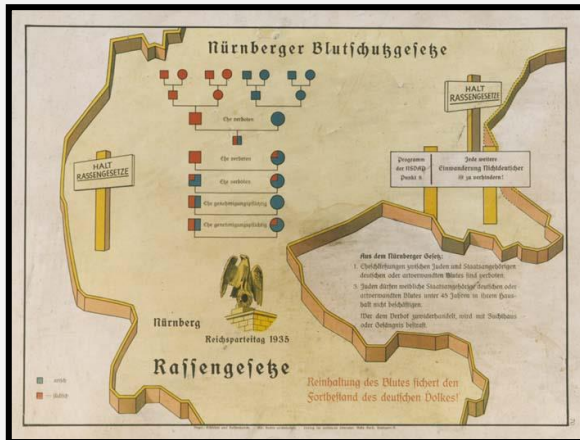 Nürnberger Blutschutzgesetze
HALT
RASSENGESETZE
HALT
RASSENGESETZE
Ehe verboten
Ehe verboten
Ehe verboten
Ehe genehmigungspflichtig
Ehe genehmigungspflichtig
Programm
der NSDAP
Punkt 8
Jede weitere
Einwanderung Nichtdeutscher
ist zu verhindern!
Aus dem Nürnberger Gesetz:
1. Eheschließungen zwischen Juden und Staatsangehörigen
deutschen oder artverwandten Blutes sind verboten.
3. Juden dürfen weibliche Staatsangehörige deutschen oder
artverwandten Blutes unter 45 Jahren in ihrem Haus-
halt nicht beschäftigen.
Wer dem Verbot zuwiderhandelt, wird mit Zuchthaus
oder Gefängnis bestraft.
Nürnberg
Reichsparteitag 1935
Rassengesetze
Reinhaltung des Blutes sichert den
Fortbestand des deutschen Volkes!